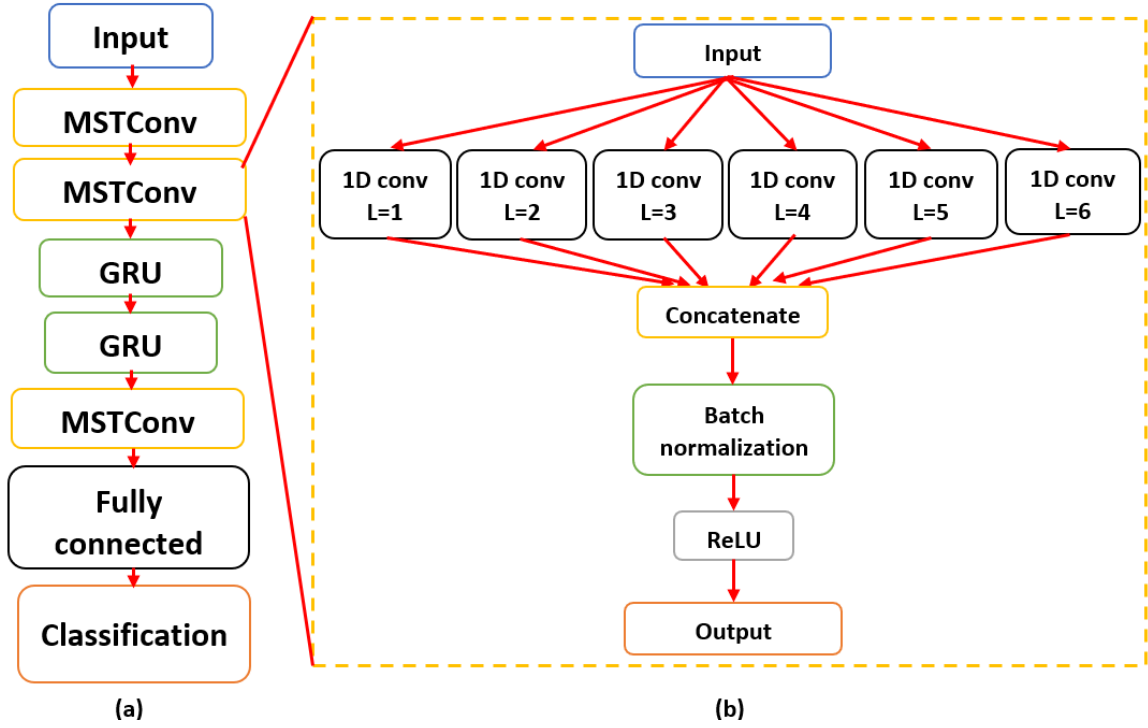 Input
MSTConv
MSTConv
GRU
GRU
MSTConv
Fully
connected
Classification
(a)
Input
1D conv
L=1
1D conv
L=2
1D conv
L=3
1D conv
L=4
1D conv
L=5
1D conv
L=6
Concatenate
Batch
normalization
ReLU
Output
(b)